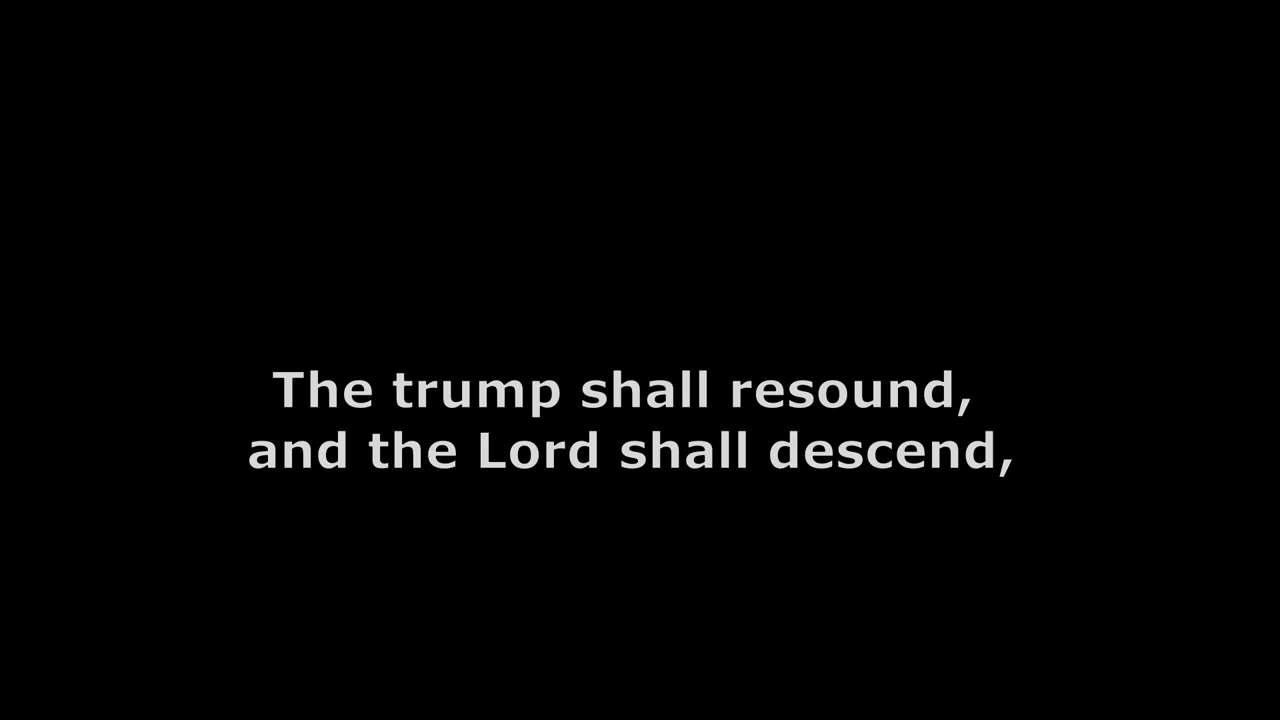 The trump shall resound,
and the Lord shall descend,